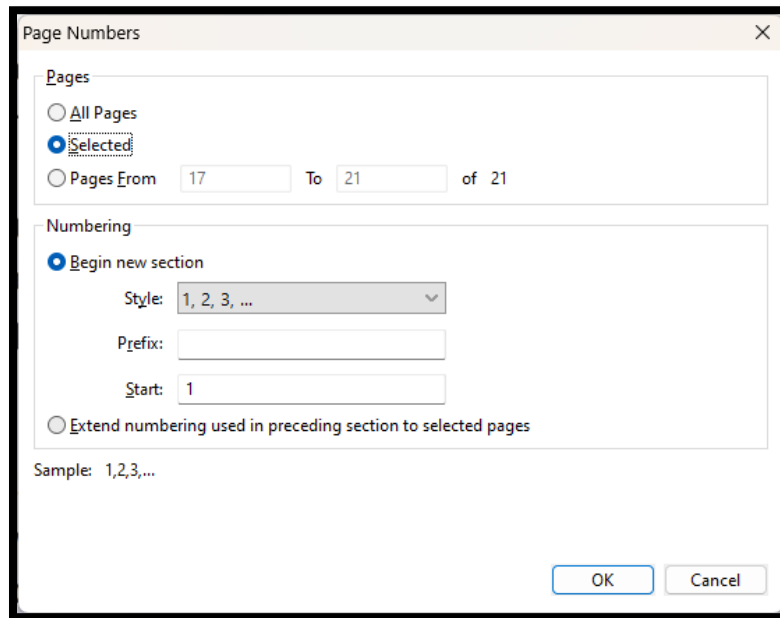 Page Numbers
Pages
All Pages
Selected
Pages From 17 To 21 of 21
Numbering
Begin new section
Style: 1, 2, 3, ...
Prefix:
Start: 1
Extend numbering used in preceding section to selected pages
Sample: 1,2,3,...
OK Cancel